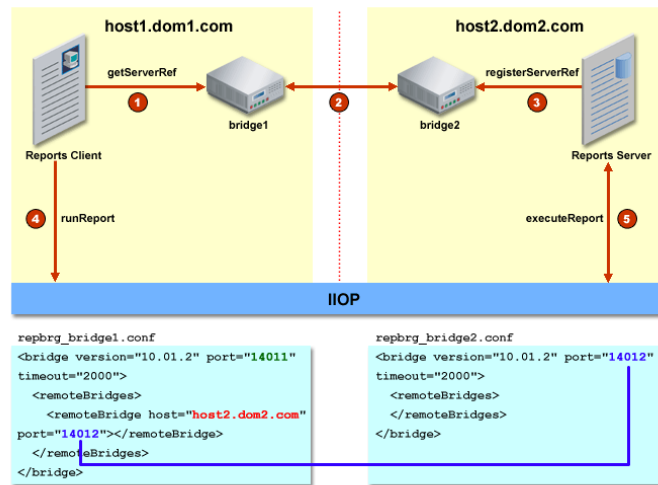 host1.dom1.com
host2.dom2.com
getServerRef
registerServerRef
1
2
3
bridge1
bridge2
Reports Client
Reports Server
4
runReport
executeReport
5
IIOP
repbrg_bridge1.conf
<bridge version="10.01.2" port="14011"
timeout="2000">
<remoteBridges>
<remoteBridge host="host2.dom2.com"
port="14012"></remoteBridge>
</remoteBridges>
</bridge>
repbrg_bridge2.conf
<bridge version="10.01.2" port="14012"
timeout="2000">
<remoteBridges>
</remoteBridges>
</bridge>